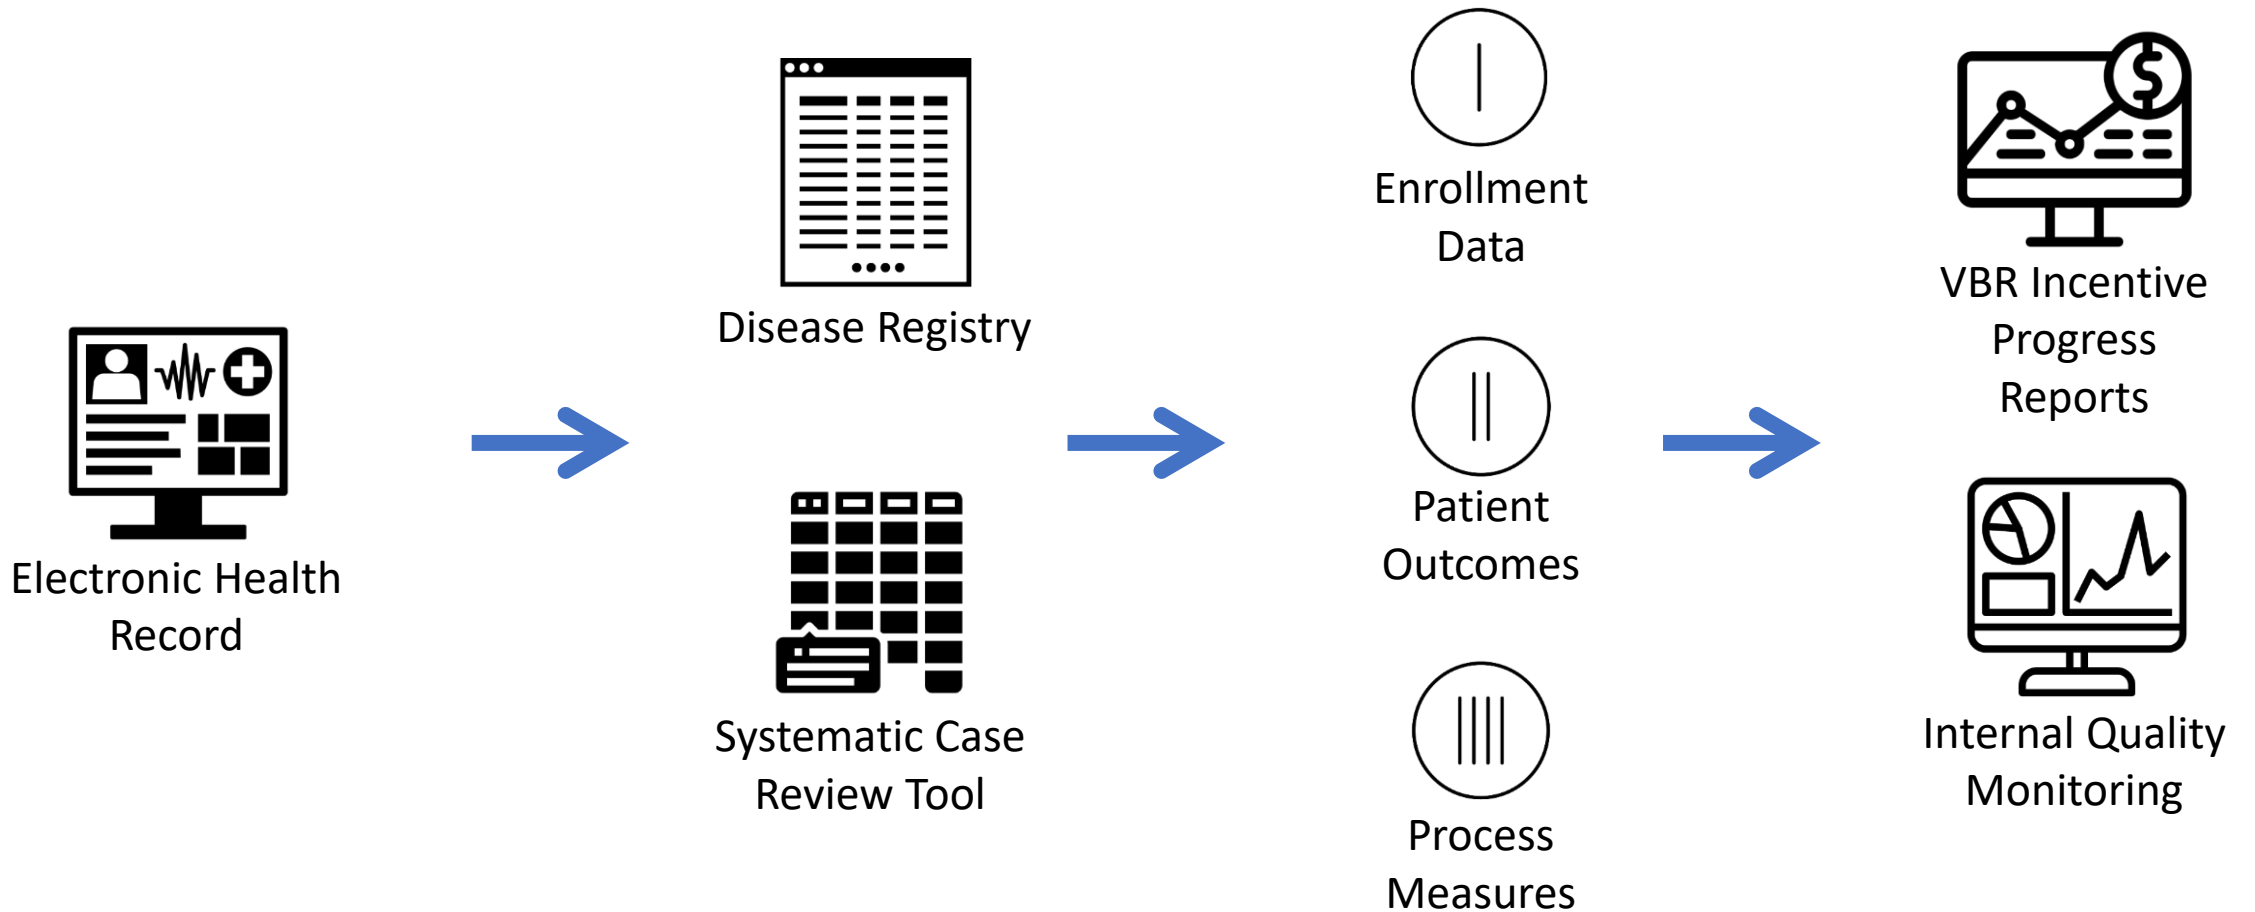 Electronic Health
Record
Disease Registry
Systematic Case
Review Tool
Enrollment
Data
Patient
Outcomes
Process
Measures
$
VBR Incentive
Progress
Reports
Internal Quality
Monitoring